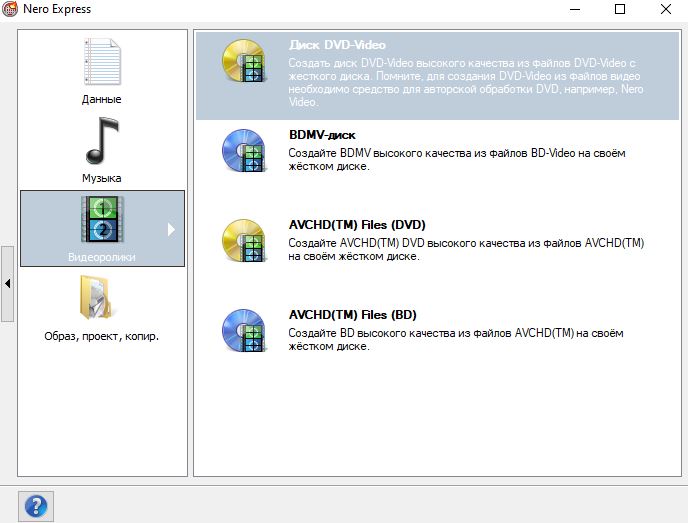 Nero Express
Данные
Музыка
Видеоролики
Образ, проект, копир.
Диск DVD-Video
Создать диск DVD-Video высокого качества из файлов DVD-Video с
жесткого диска. Помните, для создания DVD-Video из файлов видео
необходимо средство для авторской обработки DVD, например, Nero
Video.
BDMV-диск
Создайте BDMV высокого качества из файлов BD-Video на своём
жёстком диске.
AVCHD(TM) Files (DVD)
Создайте AVCHD(TM) DVD высокого качества из файлов AVCHD(TM)
на своём жёстком диске.
AVCHD(TM) Files (BD)
Создайте BD высокого качества из файлов AVCHD(TM) на своём
жёстком диске.